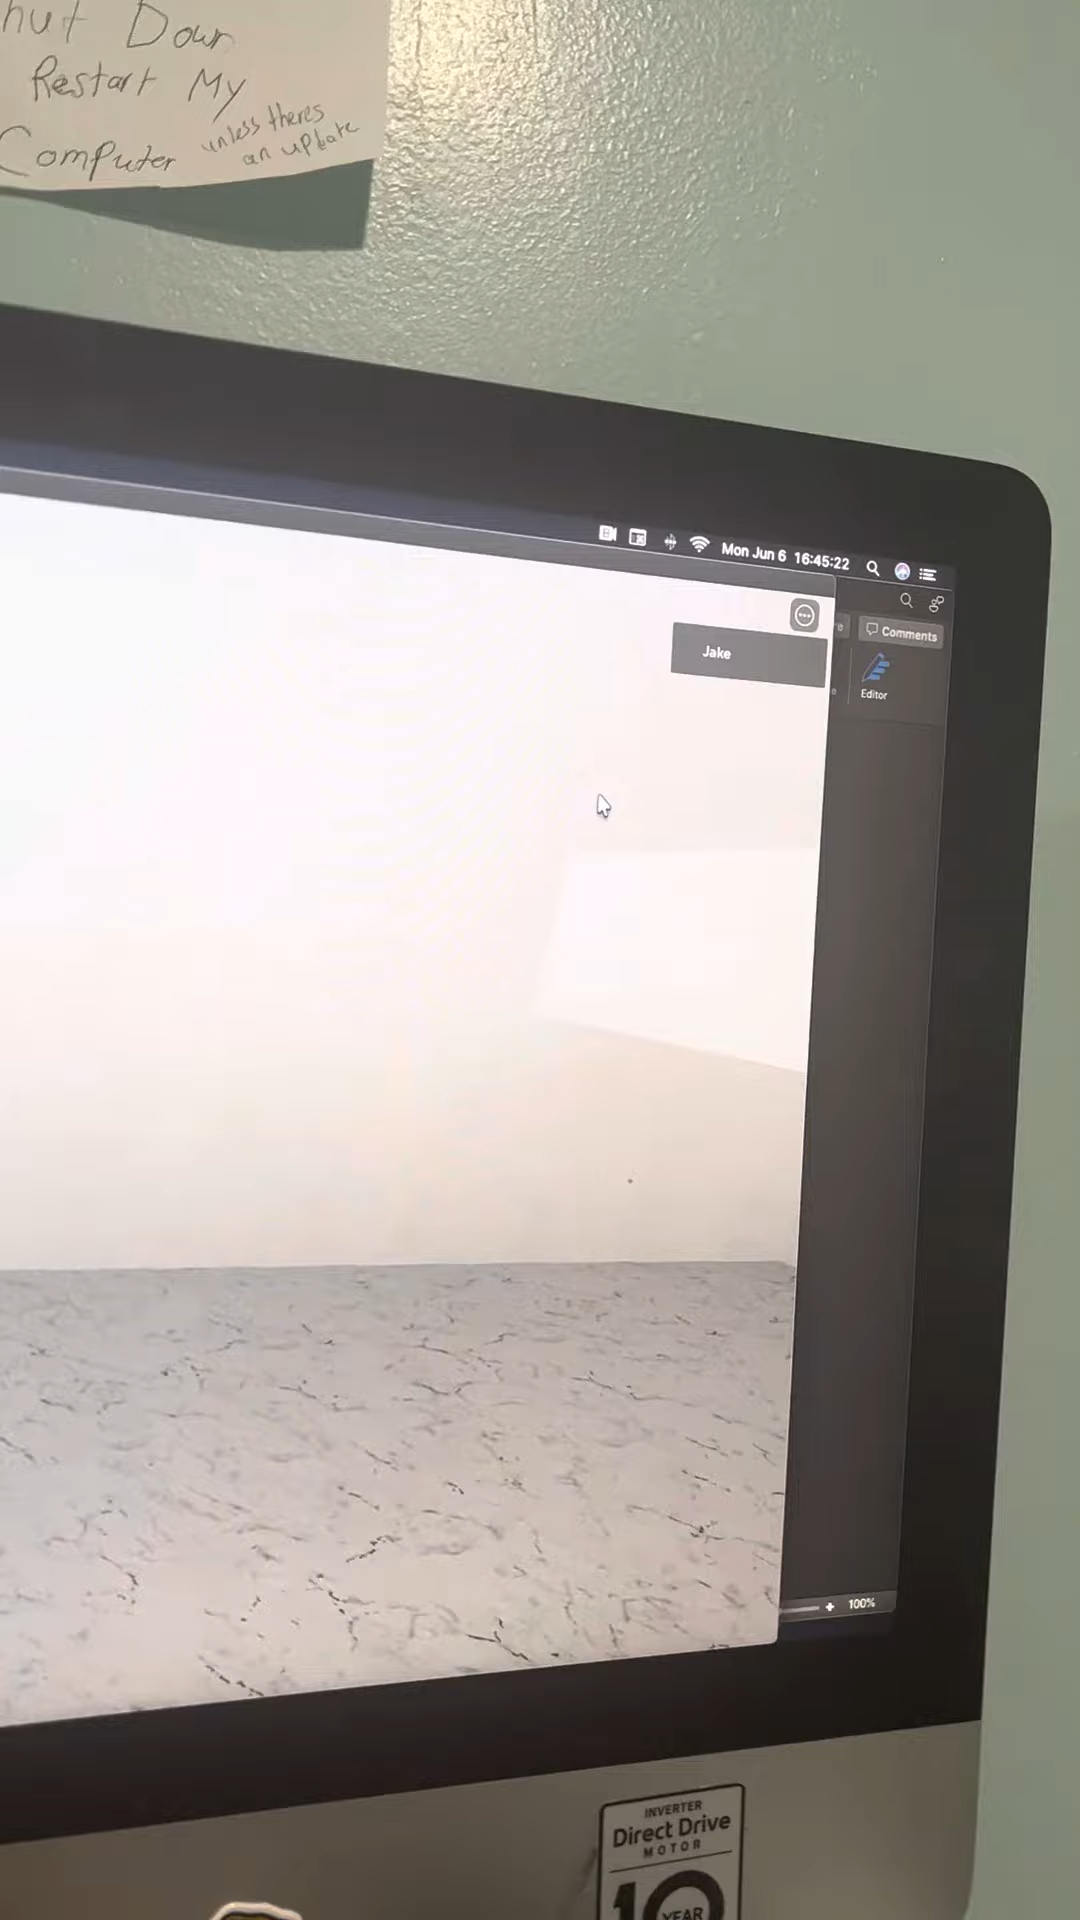 hut Down
Restart My
Computer unless theres
an update
Mon Jun 6 16:45:22
Comments
Jake
Editor
100%
INVERTER
Direct Drive
MOTOR
10
YEAR